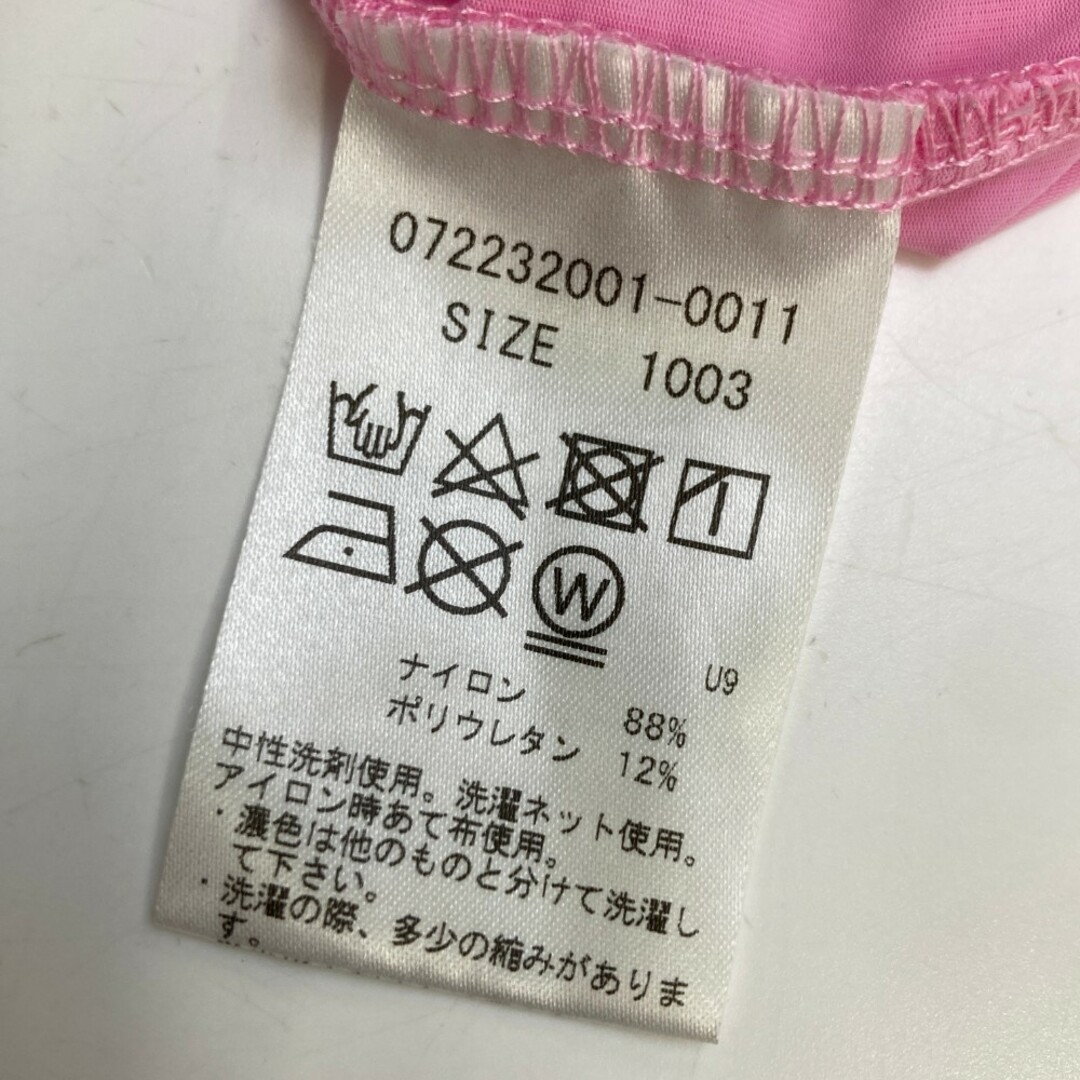 072232001-0011
SIZE 1003
W
U9
ナイロン 88%
ポリウレタン 12%
中性洗剤使用。洗濯ネット使用。
アイロン時あて布使用。
・濃色は他のものと分けて洗濯し
て下さい。
・洗濯の際、多少の縮みがありま
す。